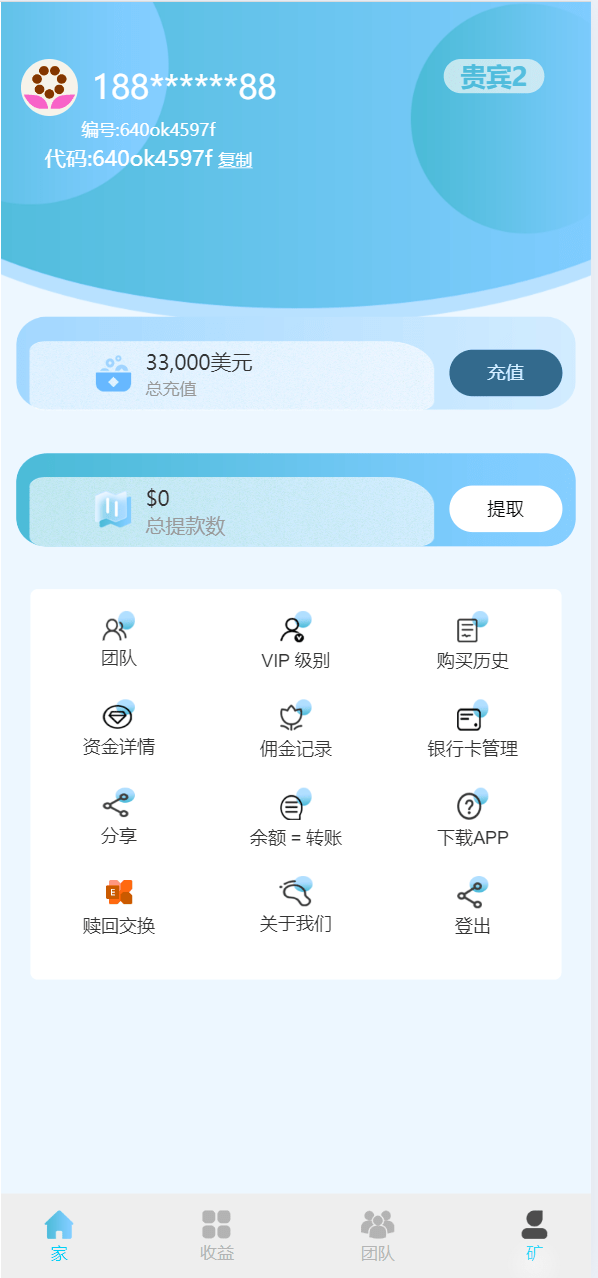 188******88
贵宾2
编号:640ok4597f
代码:640ok4597f 复制
33,000美元
总充值
充值
$0
总提款数
提取
团队
VIP 级别
购买历史
资金详情
佣金记录
银行卡管理
分享
余额 = 转账
下载APP
赎回交换
关于我们
登出
家
收益
团队
矿